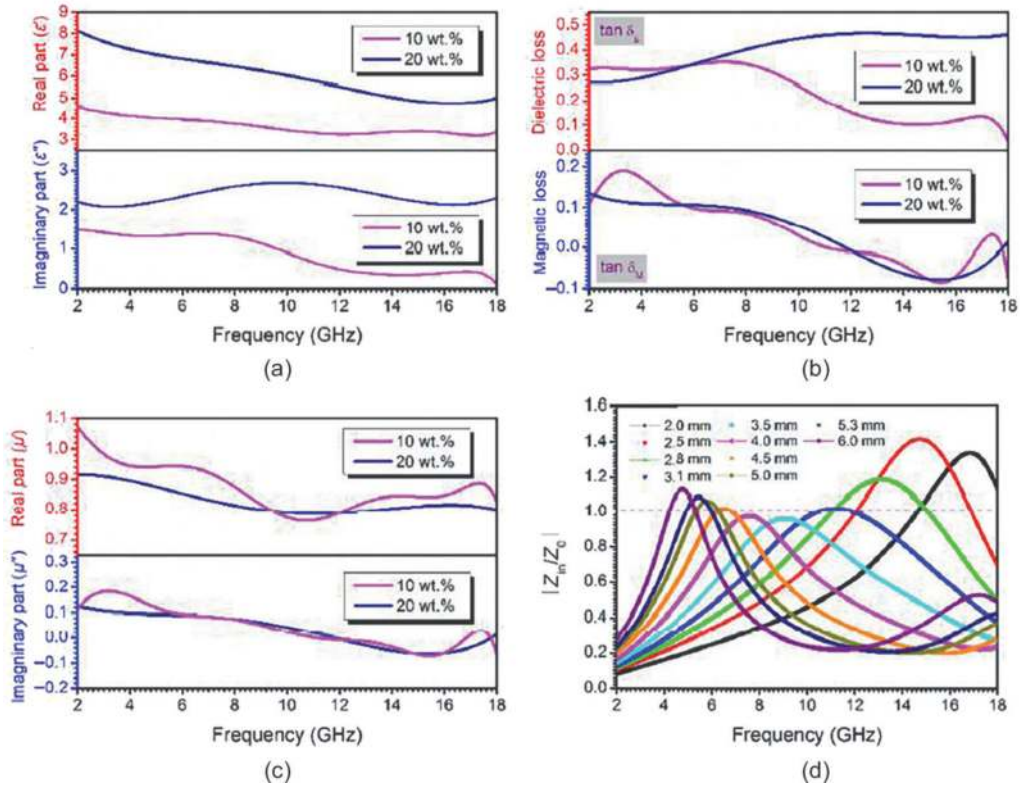 Real part (ε′)
9
8
7
6
5
4
3
10 wt.%
20 wt.%
Imagninary part (ε″)
3
2
1
0
10 wt.%
20 wt.%
2 4 6 8 10 12 14 16 18
Frequency (GHz)
(a)
Dielectric loss
0.5
0.4
0.3
0.2
0.1
0.0
tan δε
10 wt.%
20 wt.%
Magnetic loss
0.2
0.1
0.0
−0.1
10 wt.%
20 wt.%
tan δM
2 4 6 8 10 12 14 16 18
Frequency (GHz)
(b)
Real part (μ′)
1.1
1.0
0.9
0.8
0.7
10 wt.%
20 wt.%
Imagninary part (μ″)
0.3
0.2
0.1
0.0
−0.1
−0.2
10 wt.%
20 wt.%
2 4 6 8 10 12 14 16 18
Frequency (GHz)
(c)
|Zin/Z0|
1.6
1.4
1.2
1.0
0.8
0.6
0.4
0.2
0.0
2.0 mm 3.5 mm 5.3 mm
2.5 mm 4.0 mm 6.0 mm
2.8 mm 4.5 mm
3.1 mm 5.0 mm
2 4 6 8 10 12 14 16 18
Frequency (GHz)
(d)